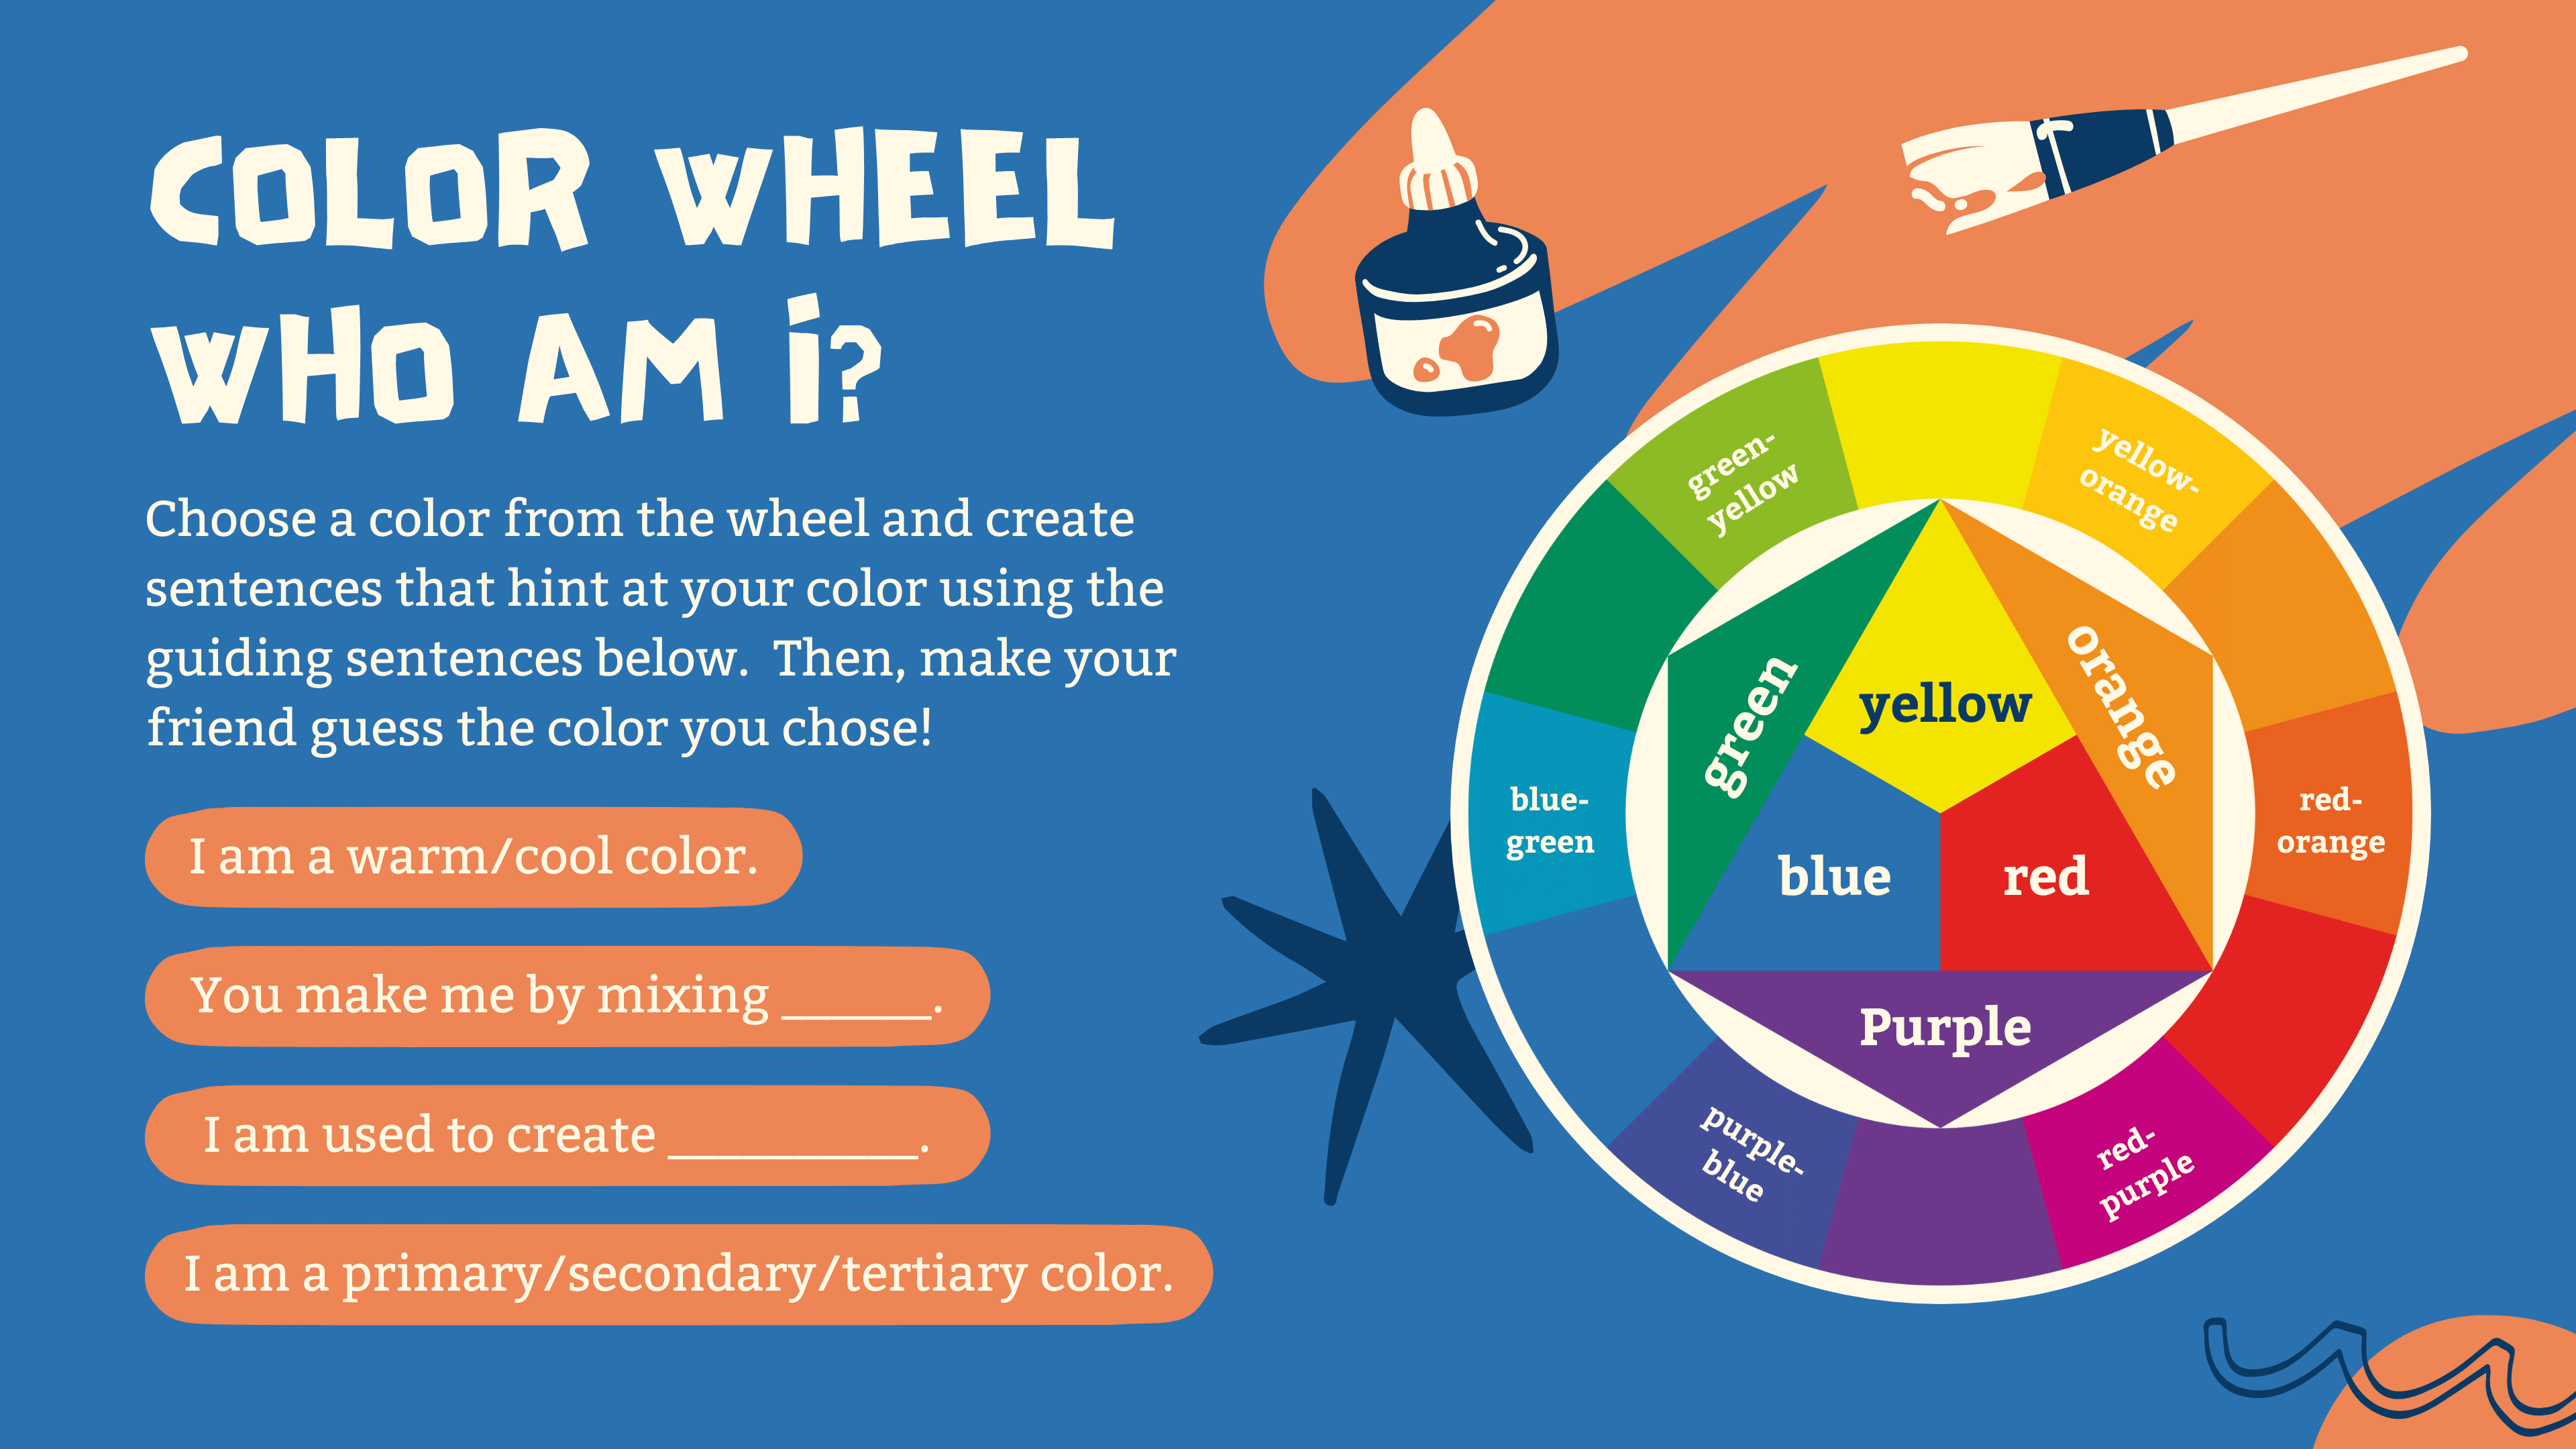 COLOR WHEEL
WHO AM i?
Choose a color from the wheel and create
sentences that hint at your color using the
guiding sentences below.  Then, make your
friend guess the color you chose!
I am a warm/cool color.
You make me by mixing ______.
I am used to create __________.
I am a primary/secondary/tertiary color.
green-
yellow
yellow-
orange
green
yellow
orange
blue-
green
red-
orange
blue
red
Purple
purple-
blue
red-
purple